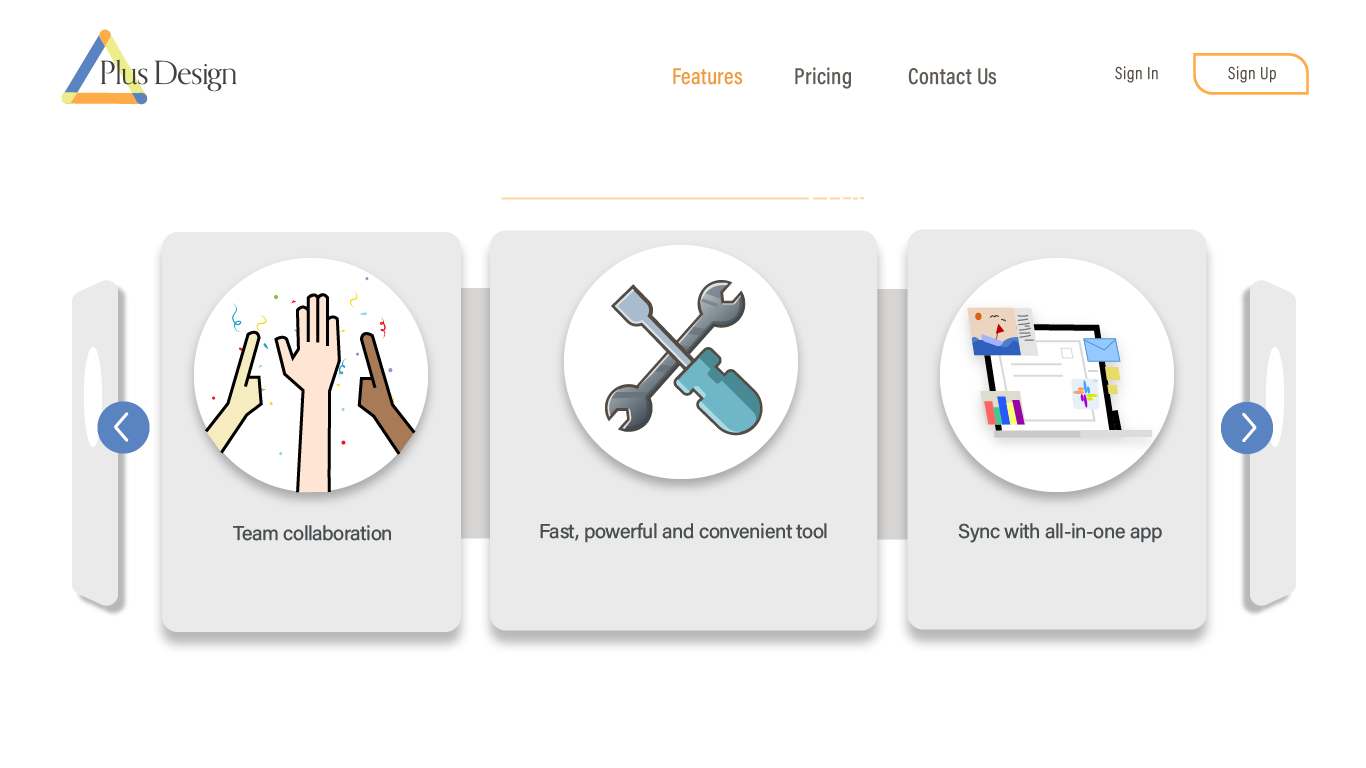 Plus Design
Features
Pricing
Contact Us
Sign In
Sign Up
Team collaboration
Fast, powerful and convenient tool
Sync with all-in-one app